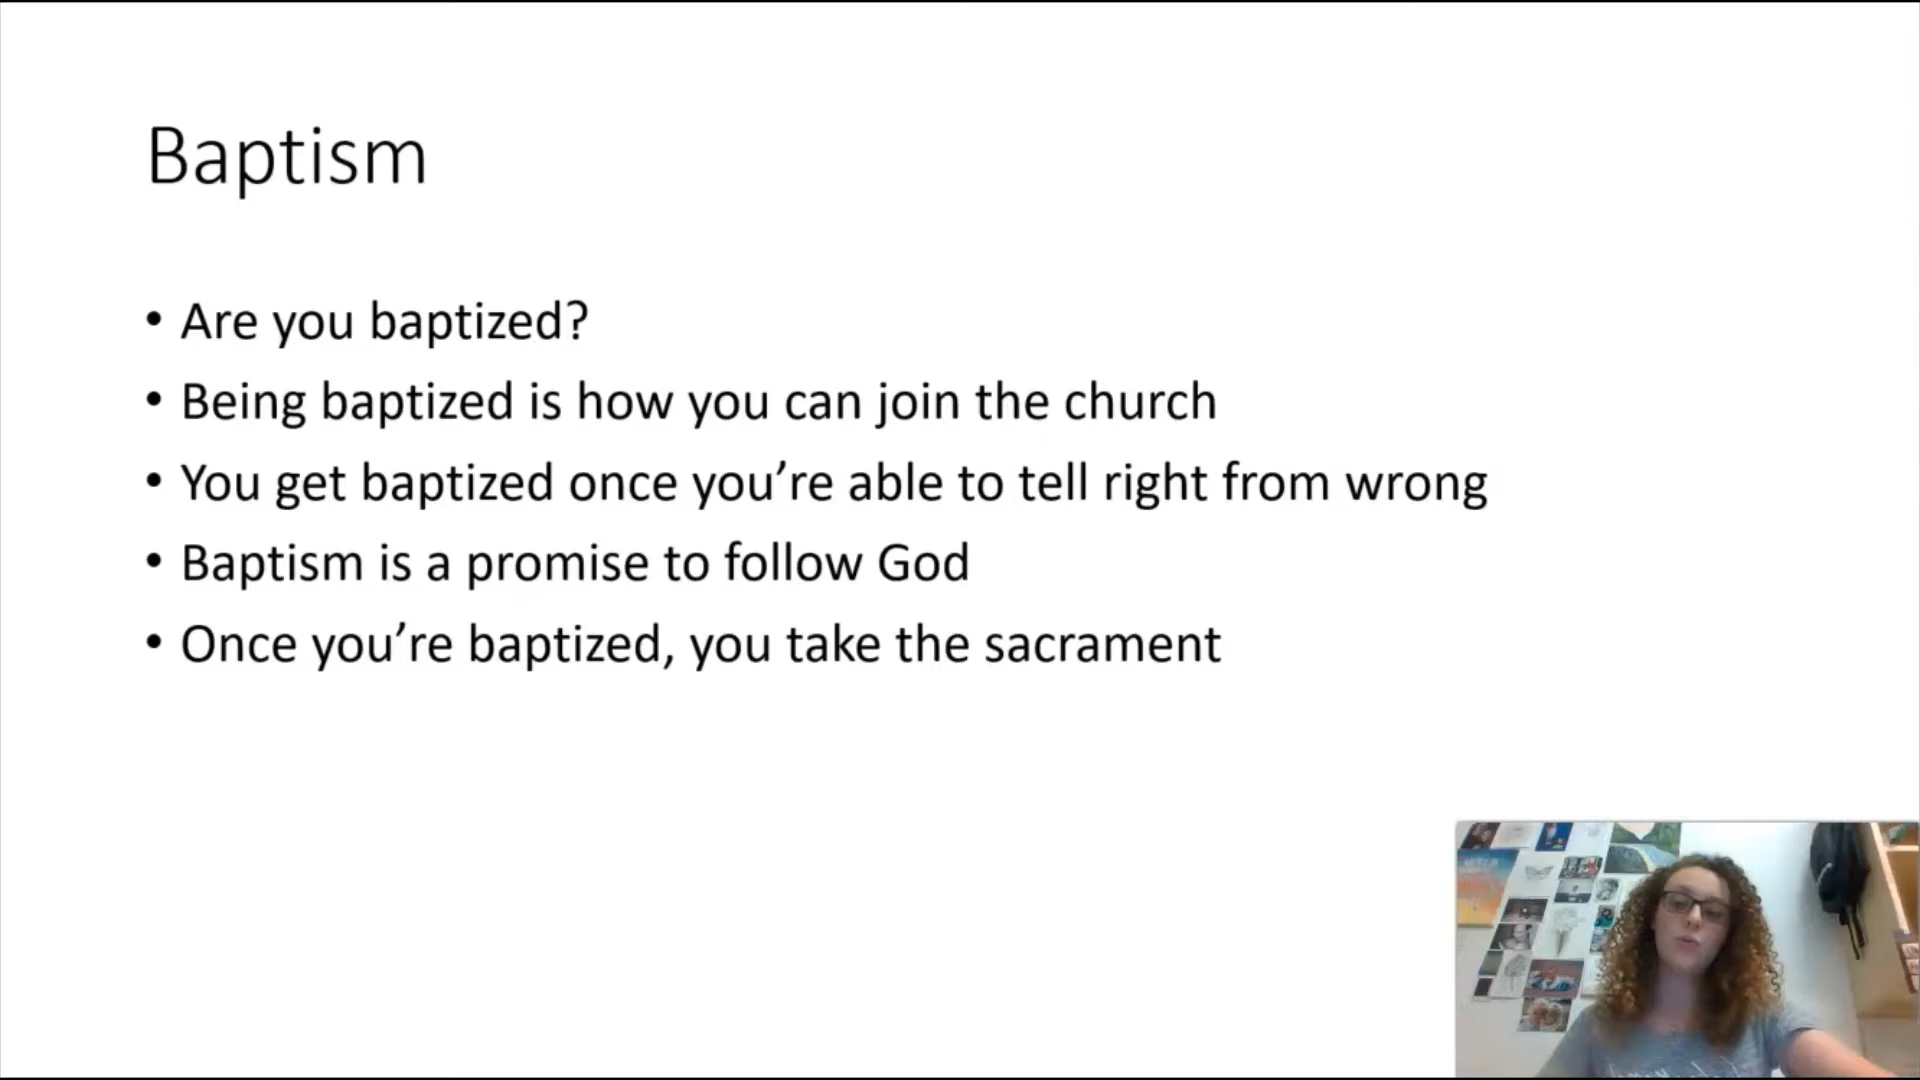 Baptism
• Are you baptized?
• Being baptized is how you can join the church
• You get baptized once you’re able to tell right from wrong
• Baptism is a promise to follow God
• Once you’re baptized, you take the sacrament